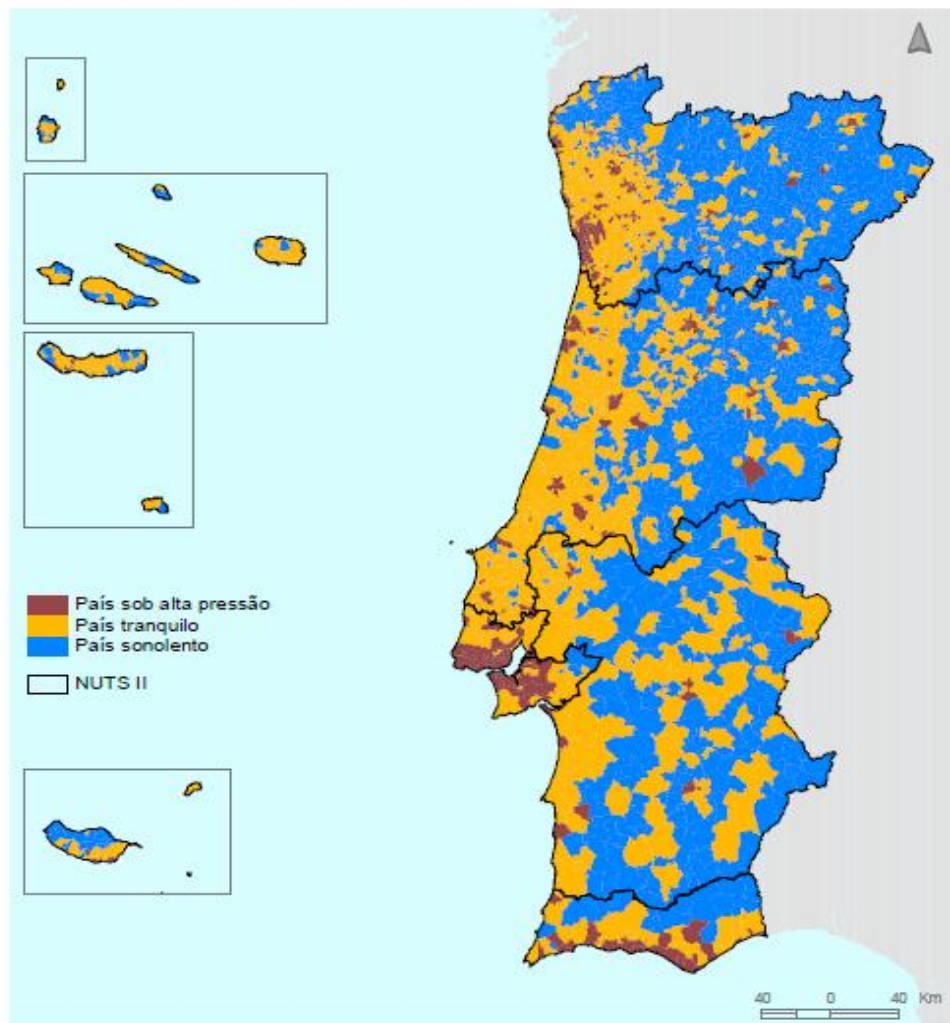 País sob alta pressão
País tranquilo
País sonolento
NUTS II
40 0 40 Km